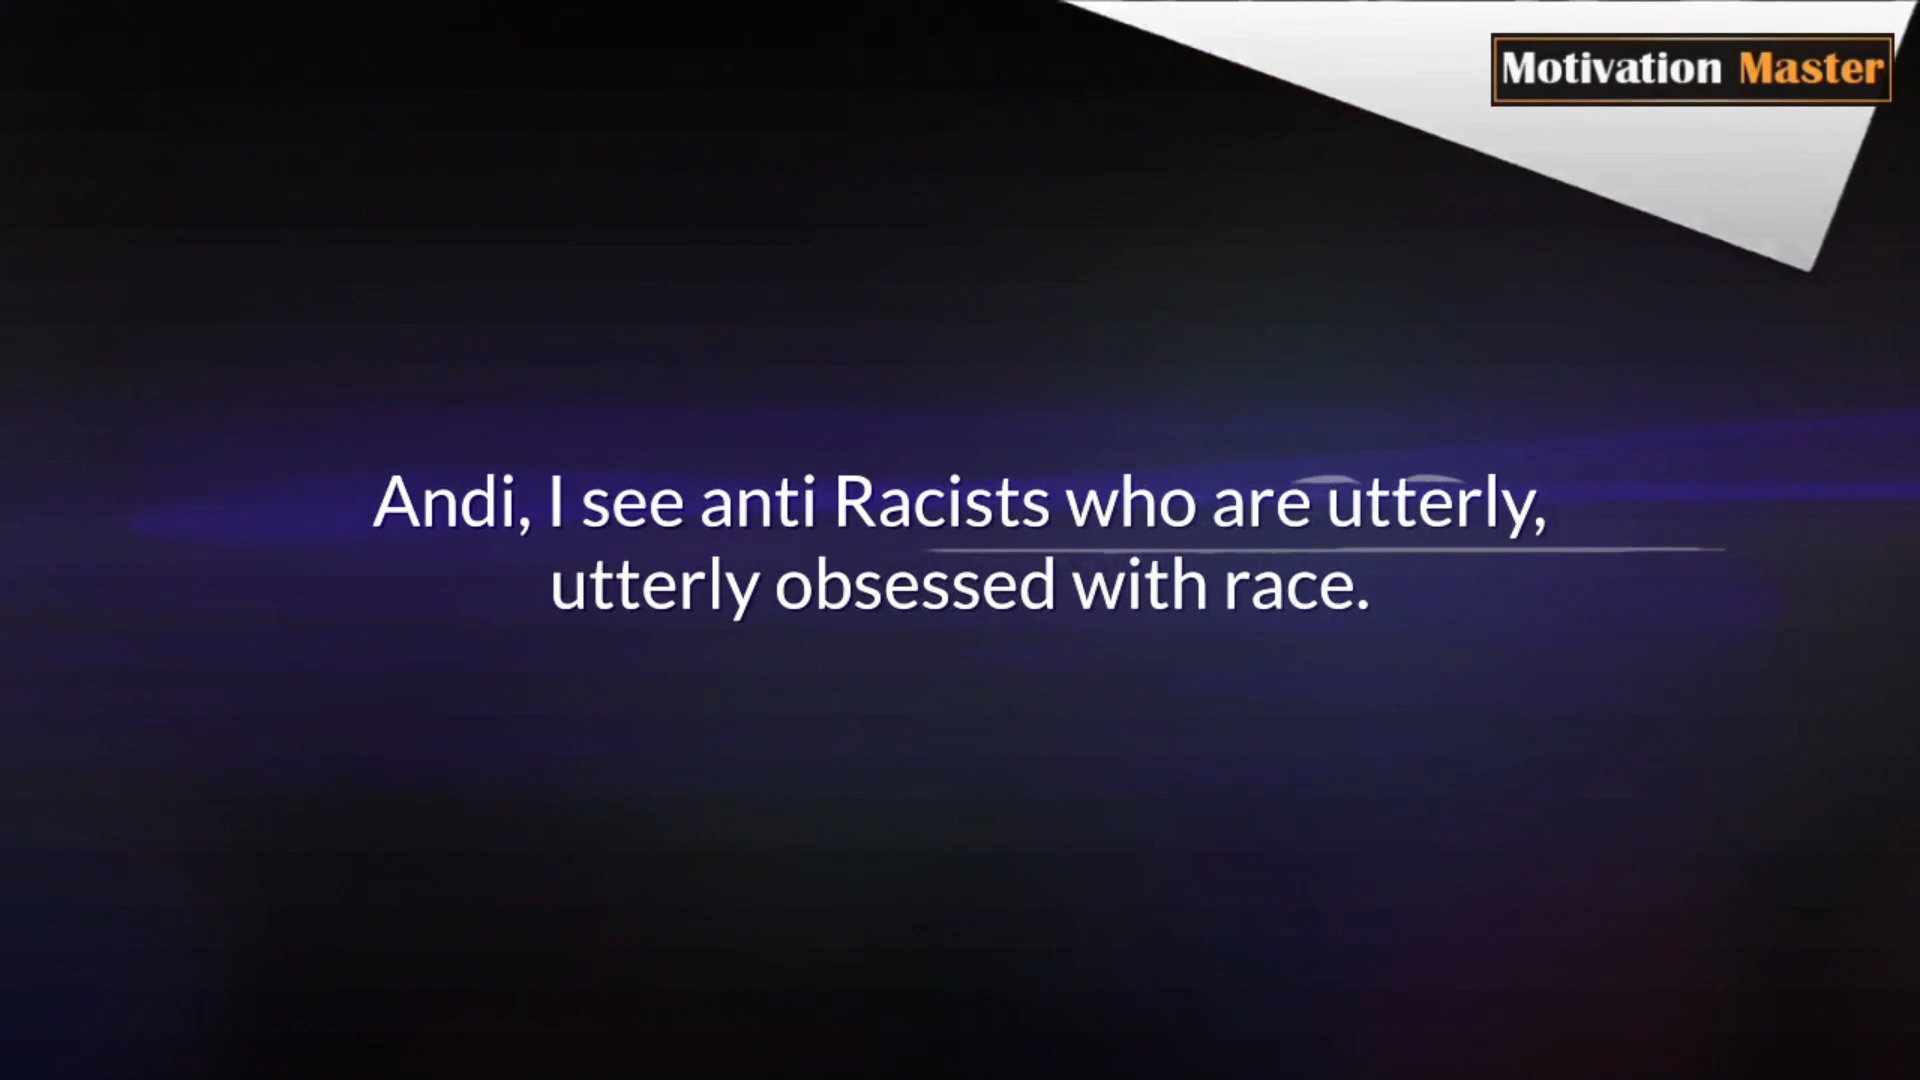 Motivation Master
Andi, I see anti Racists who are utterly,
utterly obsessed with race.